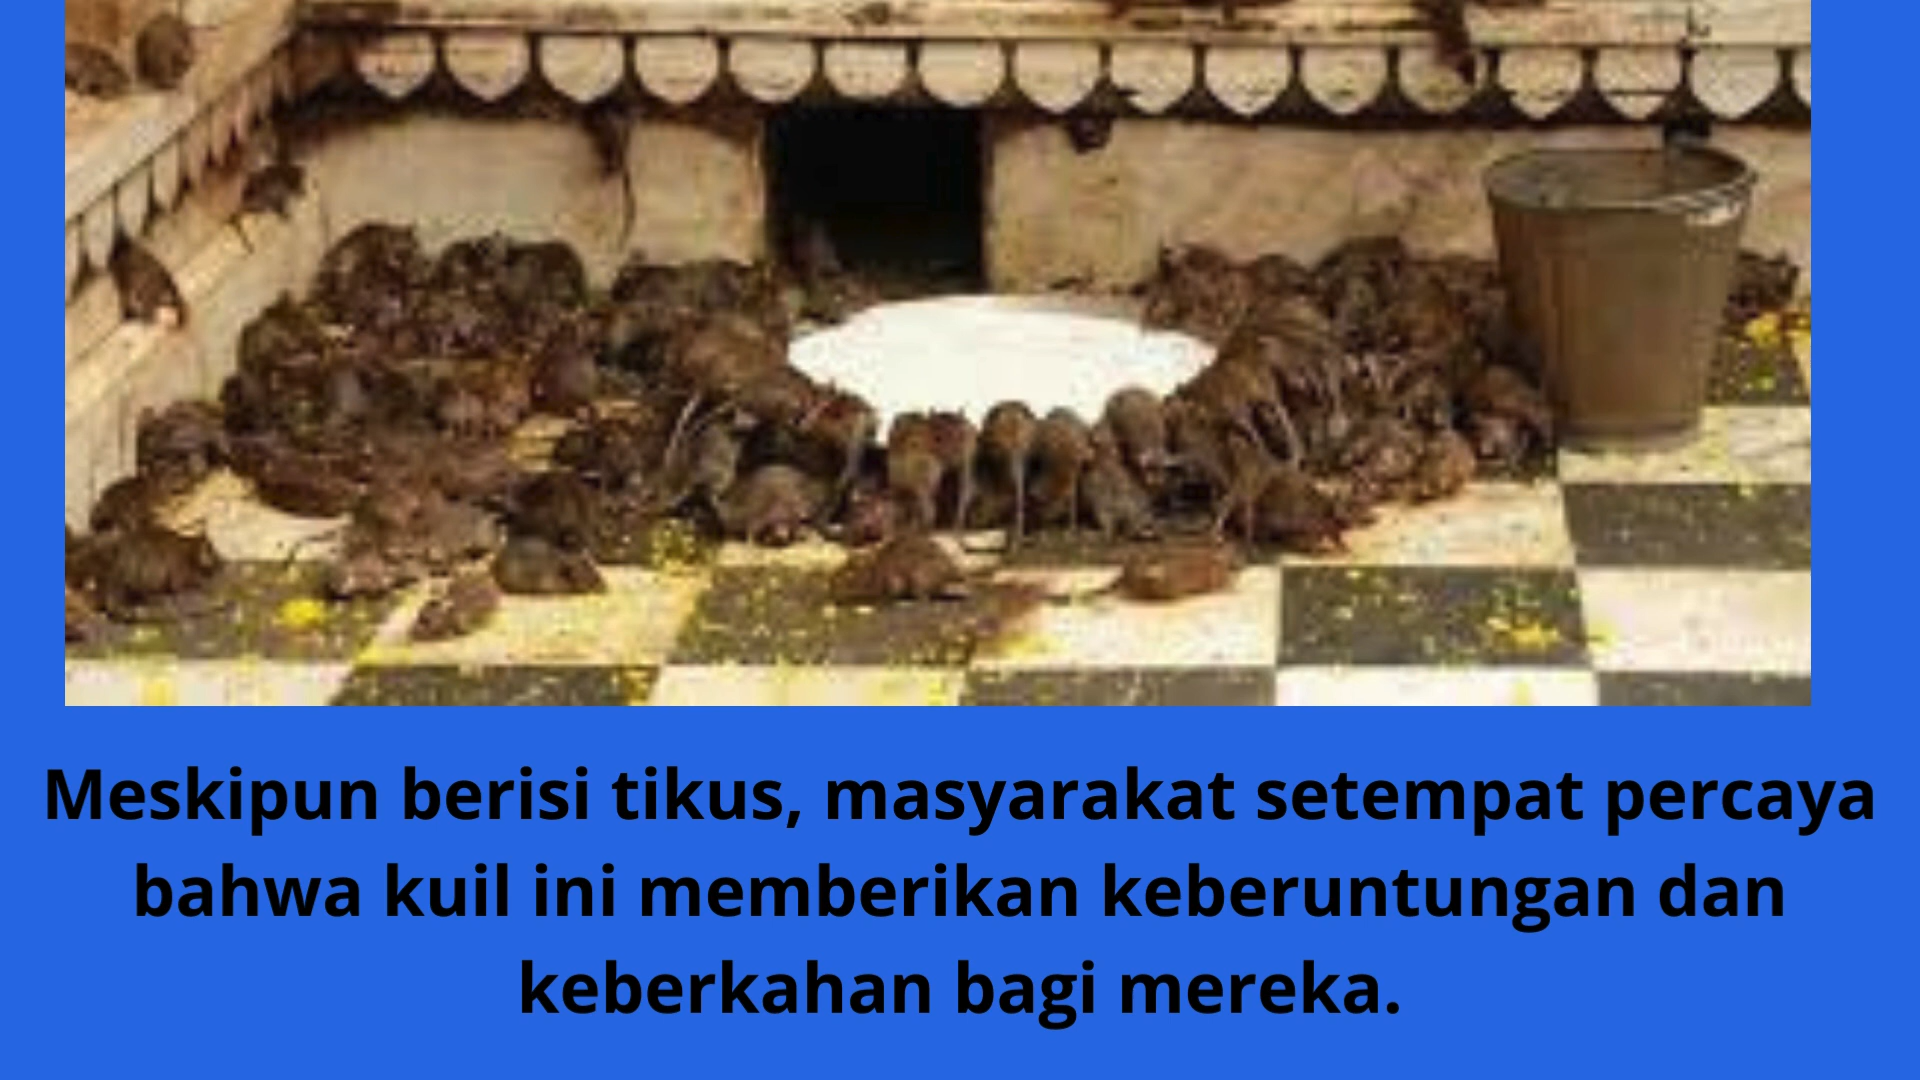 Meskipun berisi tikus, masyarakat setempat percaya
bahwa kuil ini memberikan keberuntungan dan
keberkahan bagi mereka.